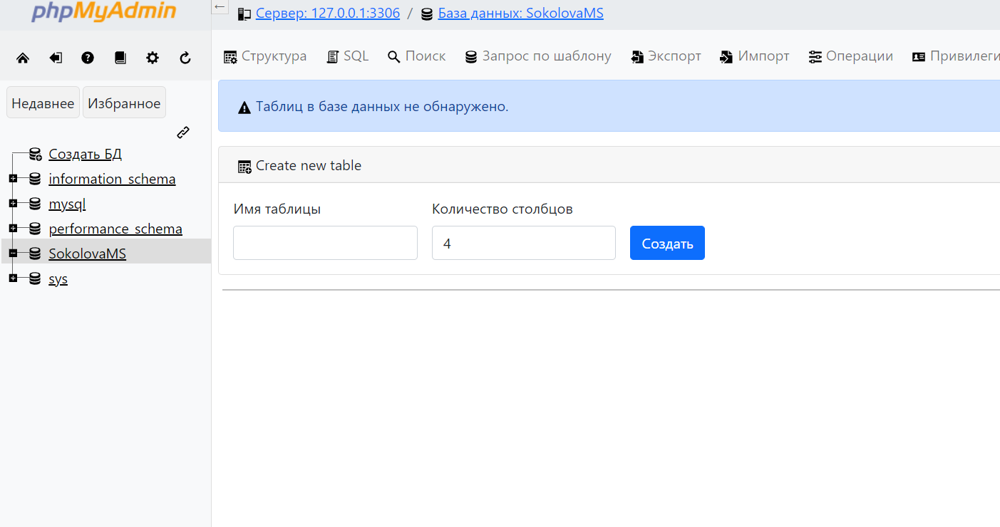 phpMyAdmin
Недавнее Избранное
Создать БД
information_schema
mysql
performance_schema
SokolovaMS
sys
← Сервер: 127.0.0.1:3306 / База данных: SokolovaMS
Структура SQL Поиск Запрос по шаблону Экспорт Импорт Операции Привилеги
Таблиц в базе данных не обнаружено.
Create new table
Имя таблицы Количество столбцов
4 Создать